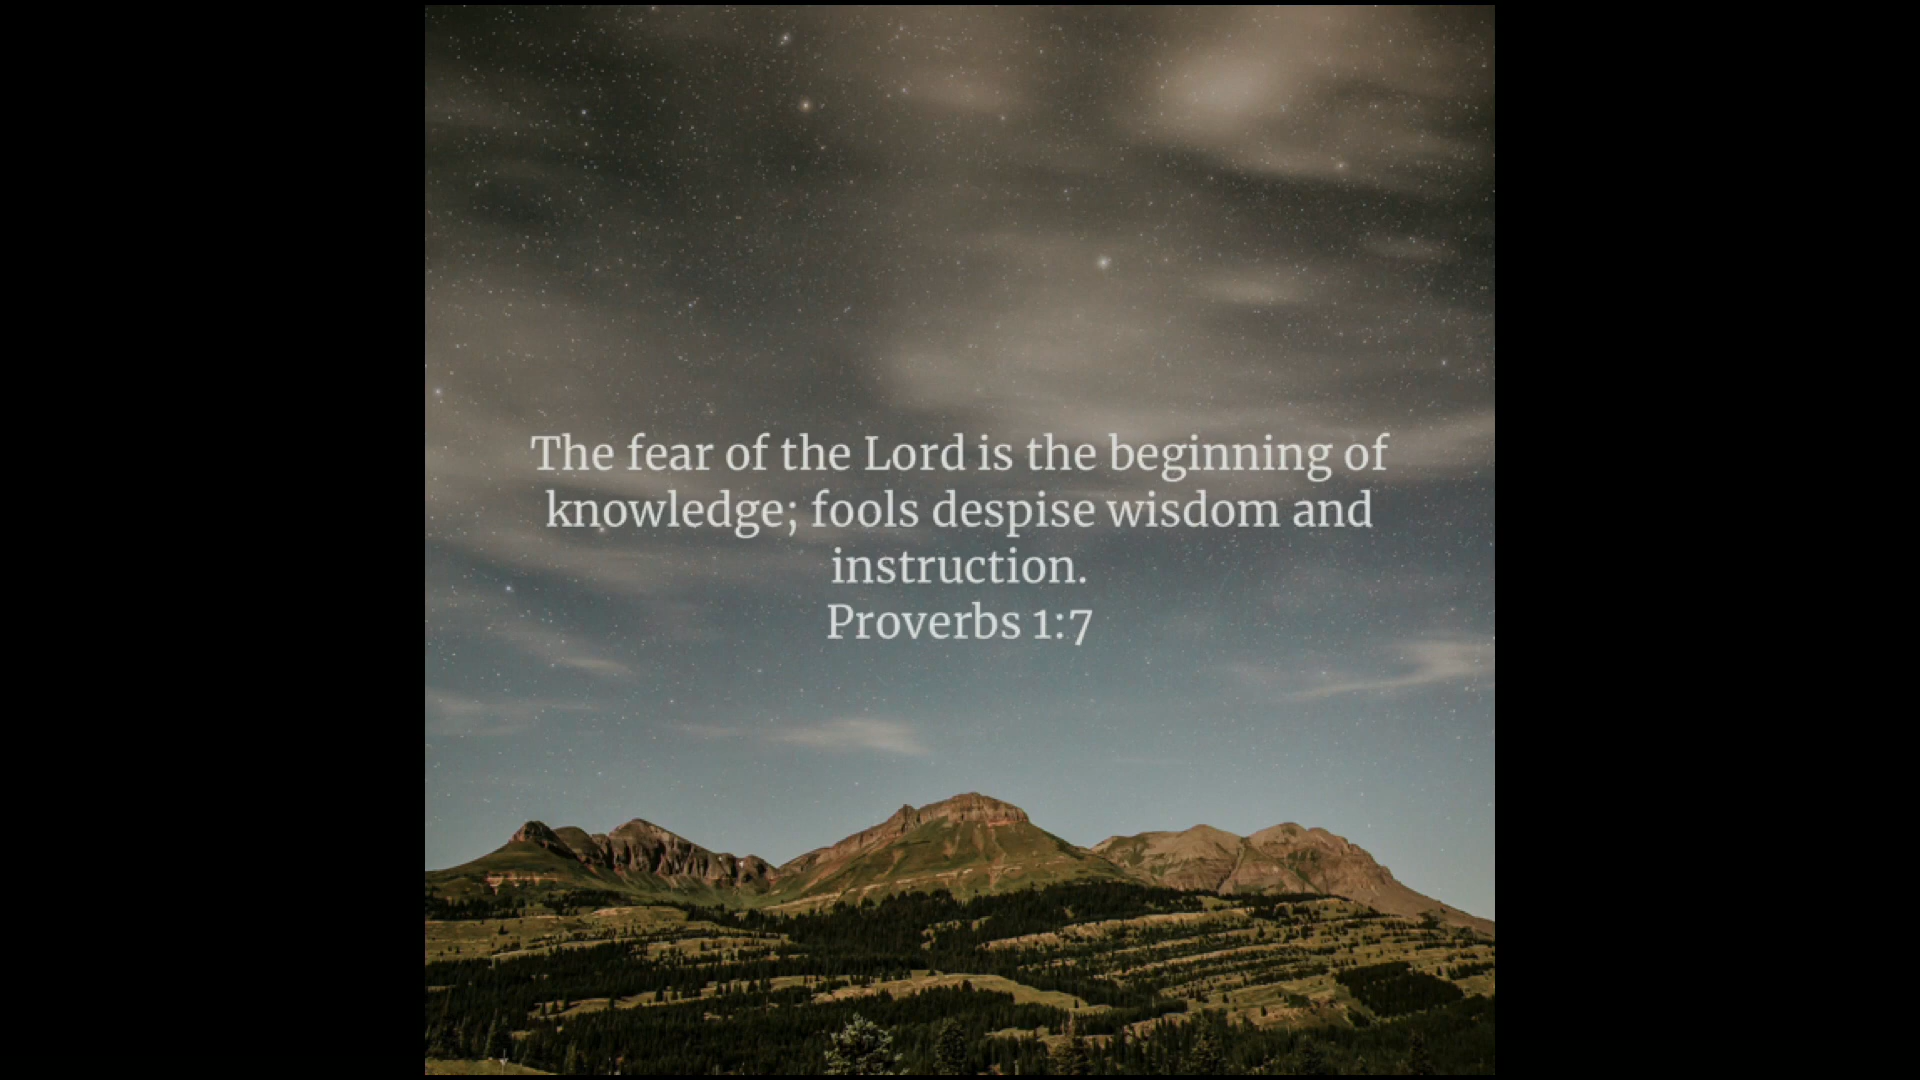 The fear of the Lord is the beginning of
knowledge; fools despise wisdom and
instruction.
Proverbs 1:7